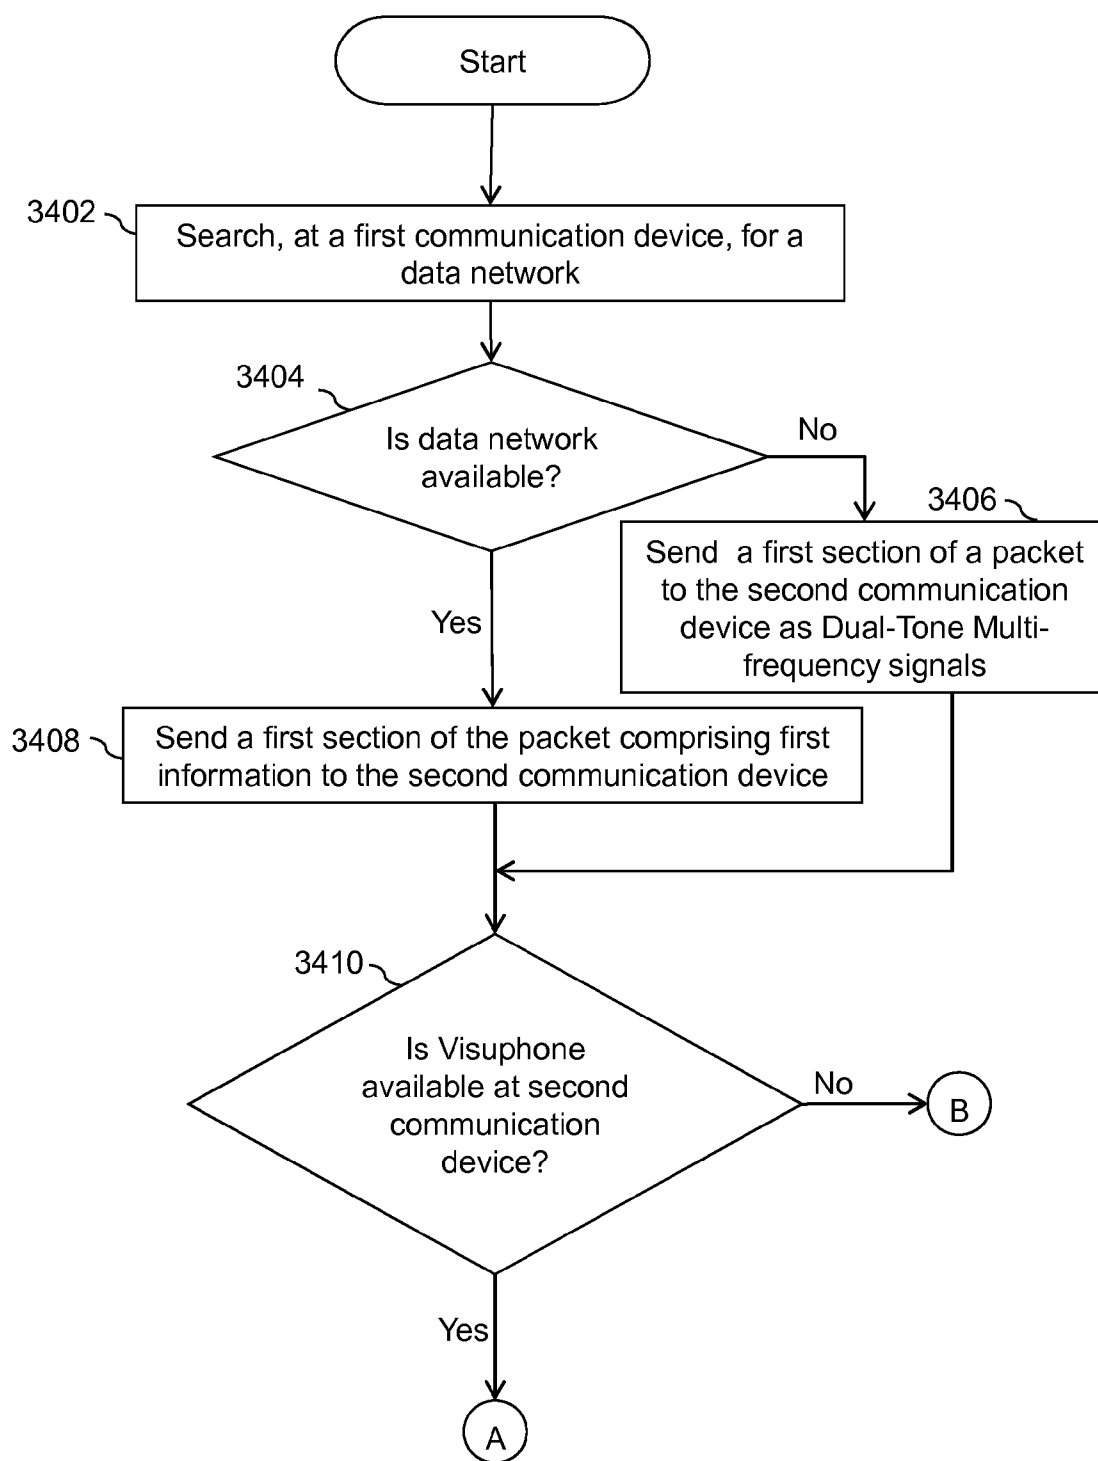 Start
3402
Search, at a first communication device, for a
data network
3404
Is data network
available?
No
3406
Send a first section of a packet
to the second communication
device as Dual-Tone Multi-
frequency signals
Yes
3408
Send a first section of the packet comprising first
information to the second communication device
3410
Is Visuphone
available at second
communication
device?
No
B
Yes
A